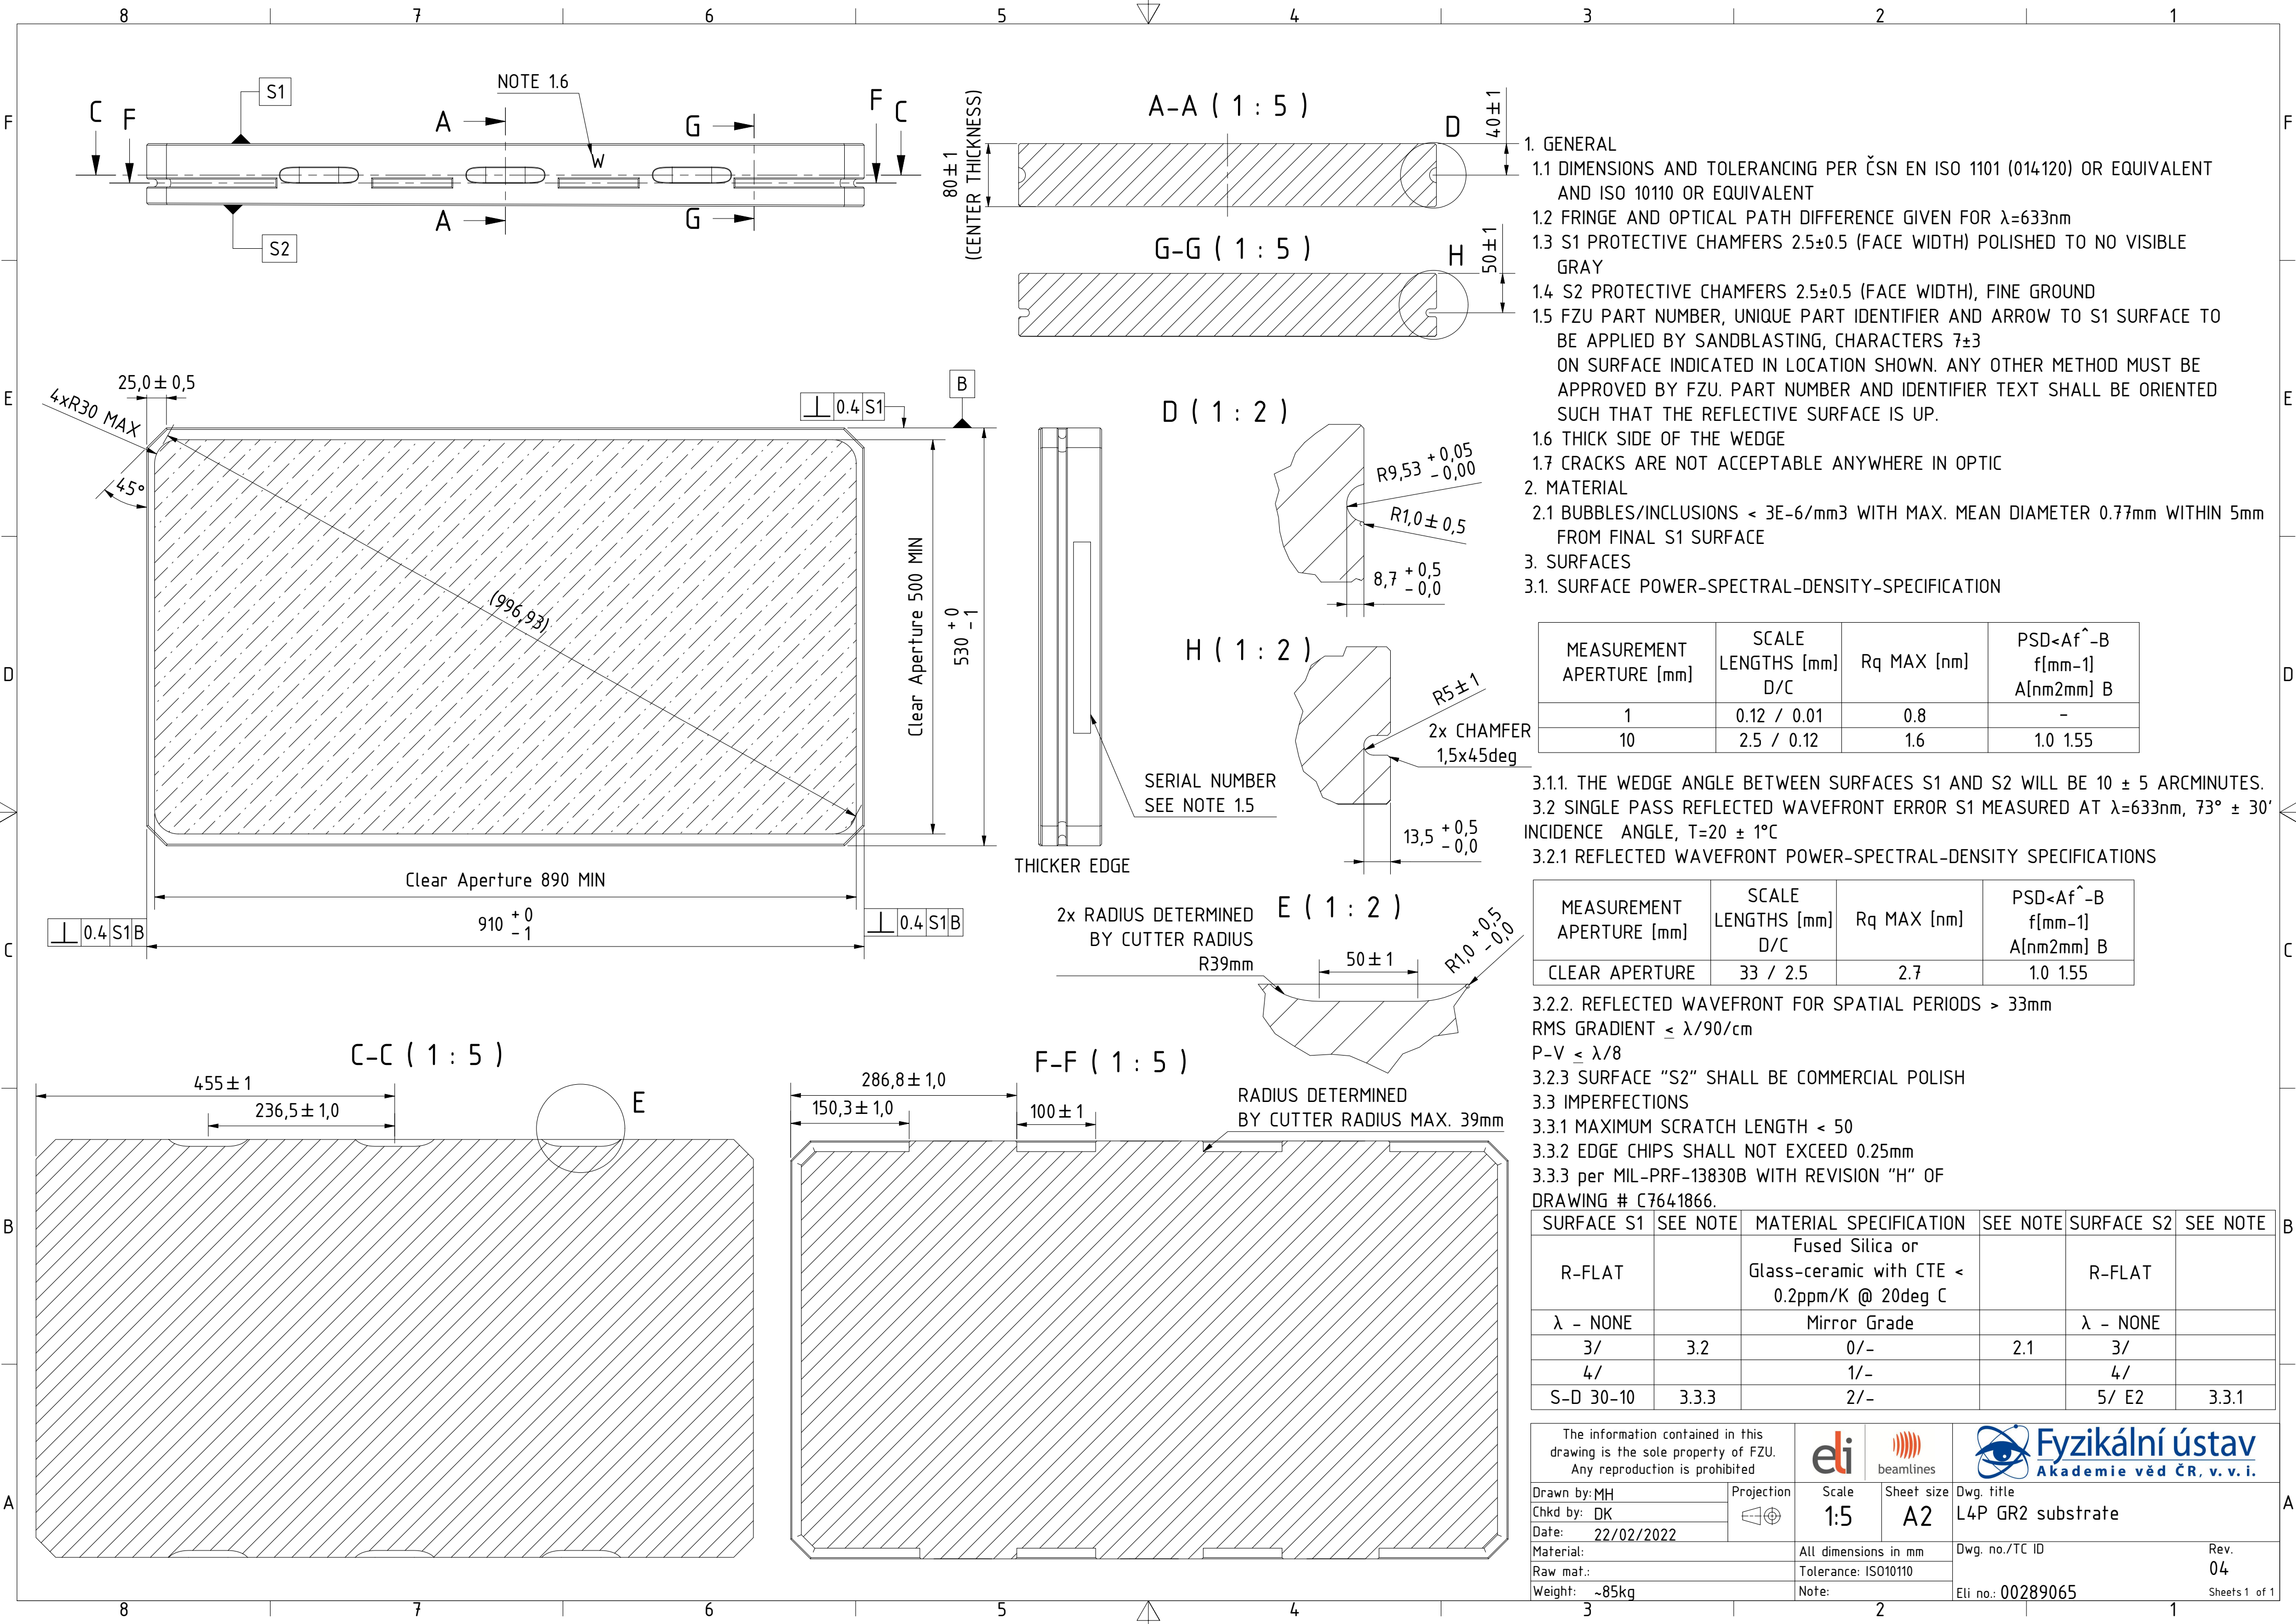 8 7 6 5 4 3 2 1
F
E
D
C
B
A
S1
NOTE 1.6
C
F
A
G
F
C
W
A
G
S2
A-A ( 1 : 5 )
D
40±1
80±1
(CENTER THICKNESS)
G-G ( 1 : 5 )
H
50±1
25,0±0,5
4xR30 MAX
45°
⊥ 0.4 S1
B
(996,93)
Clear Aperture 500 MIN
530 +0 -1
Clear Aperture 890 MIN
910 +0 -1
⊥ 0.4 S1 B
⊥ 0.4 S1 B
SERIAL NUMBER
SEE NOTE 1.5
THICKER EDGE
D ( 1 : 2 )
R9,53 +0,05 -0,00
R1,0±0,5
8,7 +0,5 -0,0
H ( 1 : 2 )
R5±1
2x CHAMFER
1,5x45deg
13,5 +0,5 -0,0
E ( 1 : 2 )
2x RADIUS DETERMINED
BY CUTTER RADIUS
R39mm
50±1
R1,0 +0,5 -0,0
C-C ( 1 : 5 )
455±1
236,5±1,0
E
F-F ( 1 : 5 )
286,8±1,0
150,3±1,0
100±1
RADIUS DETERMINED
BY CUTTER RADIUS MAX. 39mm
1. GENERAL
1.1 DIMENSIONS AND TOLERANCING PER ČSN EN ISO 1101 (014120) OR EQUIVALENT
AND ISO 10110 OR EQUIVALENT
1.2 FRINGE AND OPTICAL PATH DIFFERENCE GIVEN FOR λ=633nm
1.3 S1 PROTECTIVE CHAMFERS 2.5±0.5 (FACE WIDTH) POLISHED TO NO VISIBLE
GRAY
1.4 S2 PROTECTIVE CHAMFERS 2.5±0.5 (FACE WIDTH), FINE GROUND
1.5 FZU PART NUMBER, UNIQUE PART IDENTIFIER AND ARROW TO S1 SURFACE TO
BE APPLIED BY SANDBLASTING, CHARACTERS 7±3
ON SURFACE INDICATED IN LOCATION SHOWN. ANY OTHER METHOD MUST BE
APPROVED BY FZU. PART NUMBER AND IDENTIFIER TEXT SHALL BE ORIENTED
SUCH THAT THE REFLECTIVE SURFACE IS UP.
1.6 THICK SIDE OF THE WEDGE
1.7 CRACKS ARE NOT ACCEPTABLE ANYWHERE IN OPTIC
2. MATERIAL
2.1 BUBBLES/INCLUSIONS < 3E-6/mm3 WITH MAX. MEAN DIAMETER 0.77mm WITHIN 5mm
FROM FINAL S1 SURFACE
3. SURFACES
3.1. SURFACE POWER-SPECTRAL-DENSITY-SPECIFICATION
MEASUREMENT APERTURE [mm] | SCALE LENGTHS [mm] D/C | Rq MAX [nm] | PSD<Af^-B f[mm-1] A[nm2mm] B
1 | 0.12 / 0.01 | 0.8 | -
10 | 2.5 / 0.12 | 1.6 | 1.0 1.55
3.1.1. THE WEDGE ANGLE BETWEEN SURFACES S1 AND S2 WILL BE 10 ± 5 ARCMINUTES.
3.2 SINGLE PASS REFLECTED WAVEFRONT ERROR S1 MEASURED AT λ=633nm, 73° ± 30'
INCIDENCE ANGLE, T=20 ± 1°C
3.2.1 REFLECTED WAVEFRONT POWER-SPECTRAL-DENSITY SPECIFICATIONS
MEASUREMENT APERTURE [mm] | SCALE LENGTHS [mm] D/C | Rq MAX [nm] | PSD<Af^-B f[mm-1] A[nm2mm] B
CLEAR APERTURE | 33 / 2.5 | 2.7 | 1.0 1.55
3.2.2. REFLECTED WAVEFRONT FOR SPATIAL PERIODS > 33mm
RMS GRADIENT ≤ λ/90/cm
P-V ≤ λ/8
3.2.3 SURFACE "S2" SHALL BE COMMERCIAL POLISH
3.3 IMPERFECTIONS
3.3.1 MAXIMUM SCRATCH LENGTH < 50
3.3.2 EDGE CHIPS SHALL NOT EXCEED 0.25mm
3.3.3 per MIL-PRF-13830B WITH REVISION "H" OF
DRAWING # C7641866.
SURFACE S1 | SEE NOTE | MATERIAL SPECIFICATION | SEE NOTE | SURFACE S2 | SEE NOTE
R-FLAT | Fused Silica or Glass-ceramic with CTE < 0.2ppm/K @ 20deg C | R-FLAT
λ - NONE | Mirror Grade | λ - NONE
3/ | 3.2 | 0/- | 2.1 | 3/
4/ | 1/- | 4/
S-D 30-10 | 3.3.3 | 2/- | 5/ E2 | 3.3.1
The information contained in this
drawing is the sole property of FZU.
Any reproduction is prohibited
eli
beamlines
Fyzikální ústav
Akademie věd ČR, v. v. i.
Drawn by: MH
Chkd by: DK
Date: 22/02/2022
Projection
Scale
1:5
Sheet size
A2
Dwg. title
L4P GR2 substrate
Material:
Raw mat.:
Weight: ~85kg
All dimensions in mm
Tolerance: ISO10110
Note:
Dwg. no./TC ID
Eli no.: 00289065
Rev.
04
Sheets 1 of 1
F
E
D
C
B
A
8 7 6 5 4 3 2 1